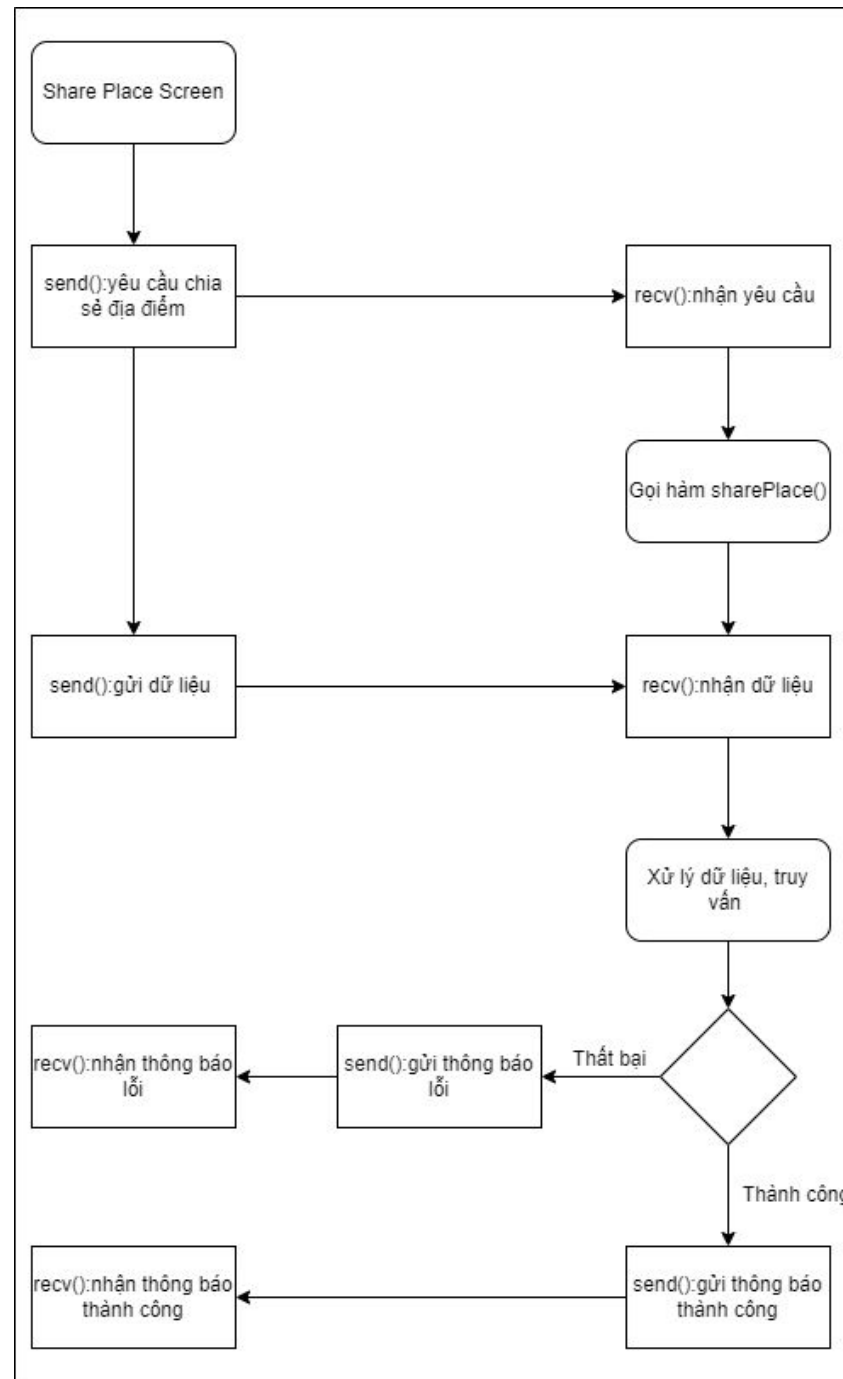 Share Place Screen
send():yêu cầu chia
sẻ địa điểm
recv():nhận yêu cầu
Gọi hàm sharePlace()
send():gửi dữ liệu
recv():nhận dữ liệu
Xử lý dữ liệu, truy
vấn
Thất bại
send():gửi thông báo
lỗi
recv():nhận thông báo
lỗi
Thành công
send():gửi thông báo
thành công
recv():nhận thông báo
thành công